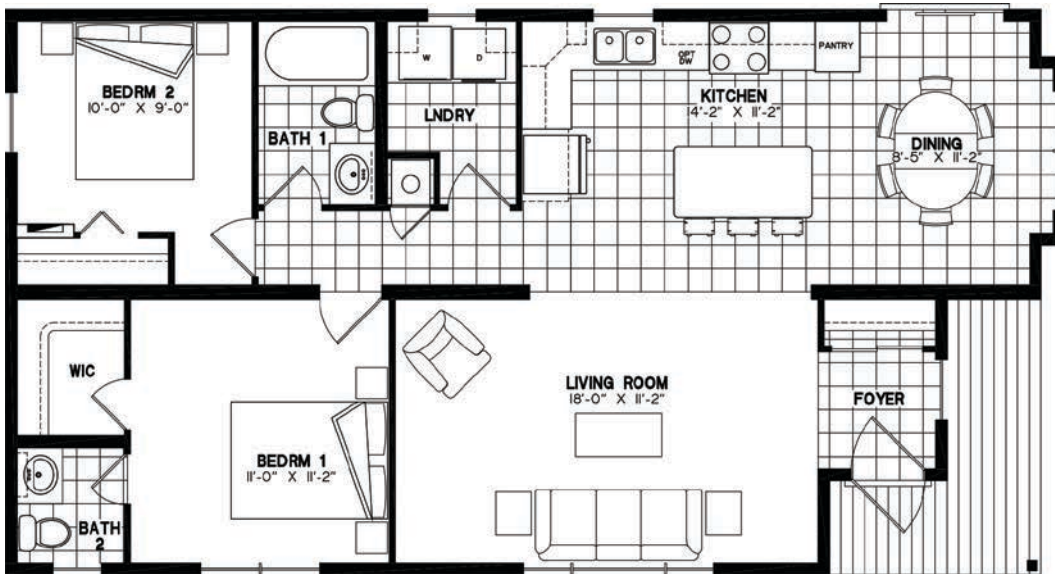 BEDRM 2
10'-0" X 9'-0"
BATH 1
W
D
LNDRY
OPT
DW
PANTRY
KITCHEN
14'-2" X 11'-2"
DINING
8'-5" X 11'-2"
WIC
BATH
2
BEDRM 1
11'-0" X 11'-2"
LIVING ROOM
18'-0" X 11'-2"
FOYER